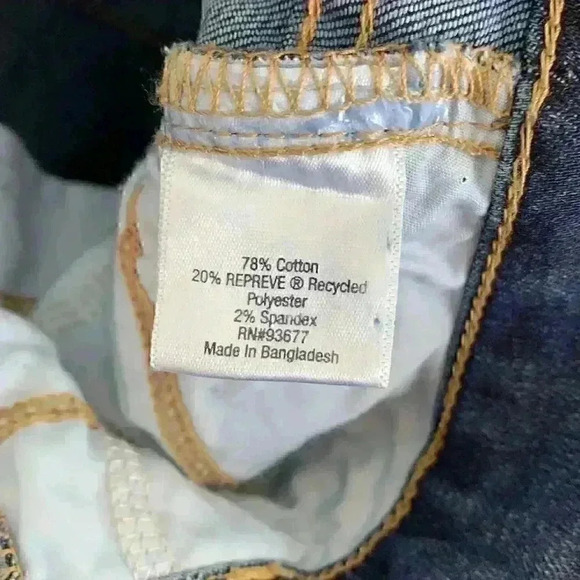 78% Cotton
20% REPREVE ® Recycled
Polyester
2% Spandex
RN#93677
Made In Bangladesh